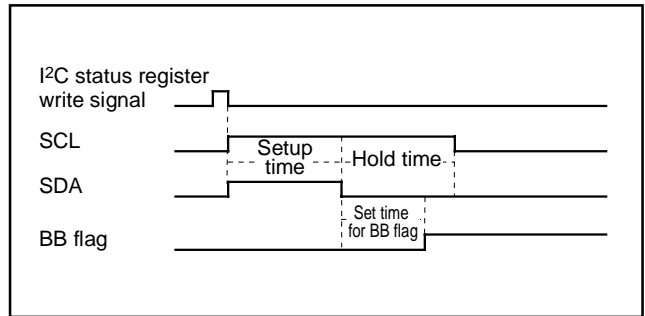 I²C status register
write signal
SCL
Setup
time
Hold time
SDA
Set time
for BB flag
BB flag